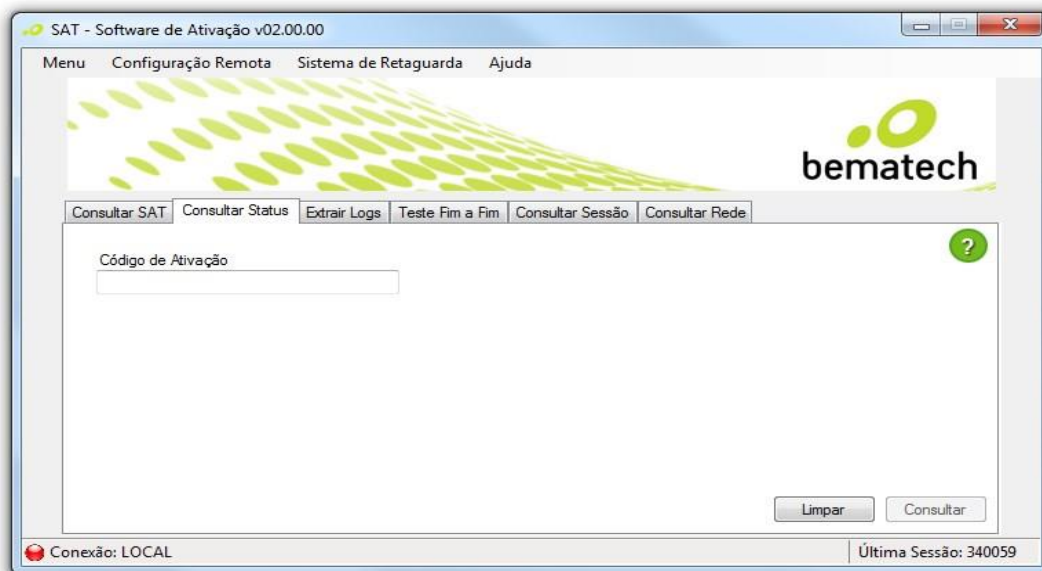 SAT - Software de Ativação v02.00.00
Menu Configuração Remota Sistema de Retaguarda Ajuda
bematech
Consultar SAT Consultar Status Extrair Logs Teste Fim a Fim Consultar Sessão Consultar Rede
?
Código de Ativação
Limpar Consultar
Conexão: LOCAL Última Sessão: 340059